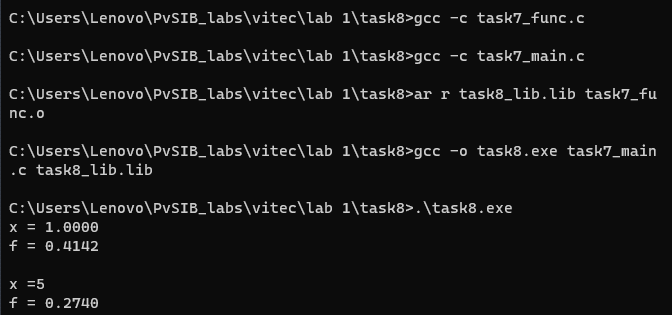 C:\Users\Lenovo\PvSIB_labs\vitec\lab 1\task8>gcc -c task7_func.c
C:\Users\Lenovo\PvSIB_labs\vitec\lab 1\task8>gcc -c task7_main.c
C:\Users\Lenovo\PvSIB_labs\vitec\lab 1\task8>ar r task8_lib.lib task7_fu
nc.o
C:\Users\Lenovo\PvSIB_labs\vitec\lab 1\task8>gcc -o task8.exe task7_main
.c task8_lib.lib
C:\Users\Lenovo\PvSIB_labs\vitec\lab 1\task8>.\task8.exe
x = 1.0000
f = 0.4142
x =5
f = 0.2740